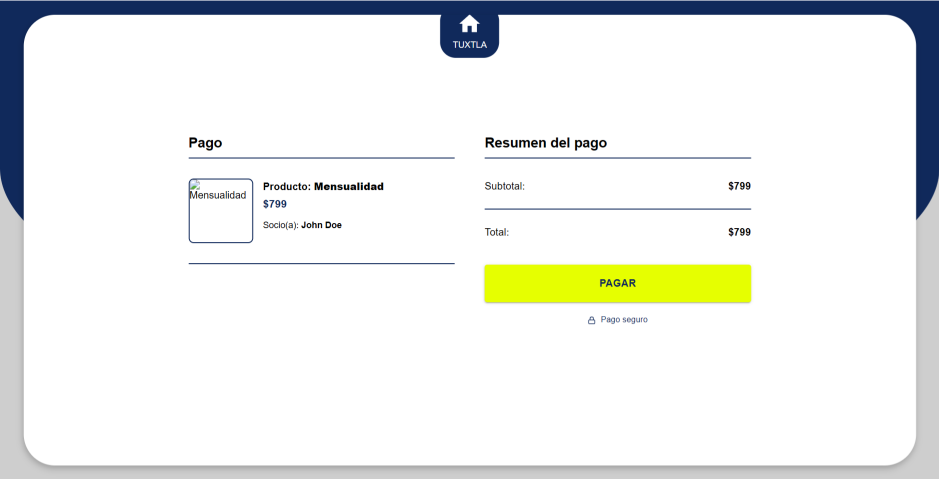 TUXTLA
Pago
Mensualidad
Producto: Mensualidad
$799
Socio(a): John Doe
Resumen del pago
Subtotal: $799
Total: $799
PAGAR
Pago seguro